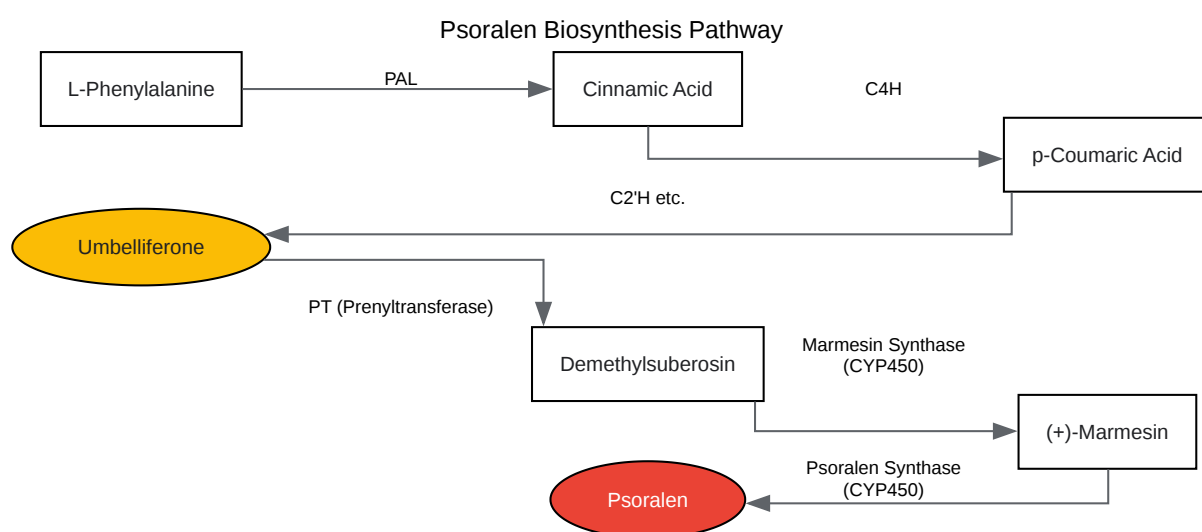 Psoralen Biosynthesis Pathway
L-Phenylalanine
PAL
Cinnamic Acid
C4H
p-Coumaric Acid
C2'H etc.
Umbelliferone
PT (Prenyltransferase)
Demethylsuberosin
Marmesin Synthase
(CYP450)
(+)-Marmesin
Psoralen Synthase
(CYP450)
Psoralen